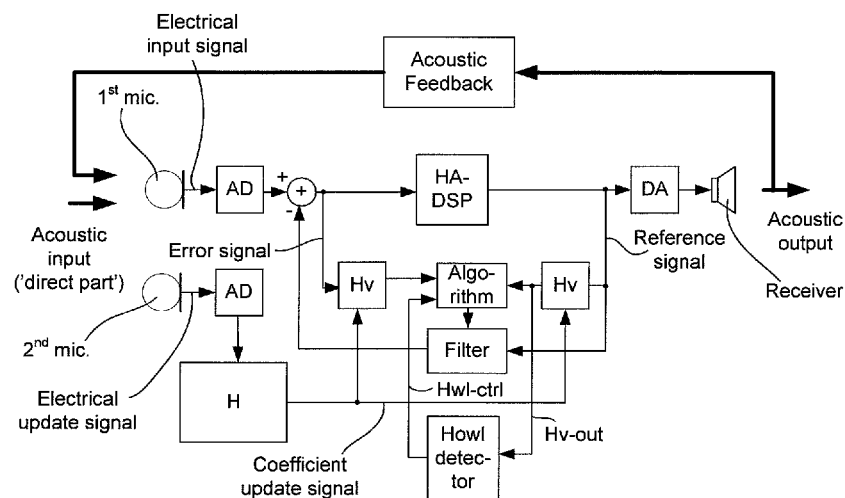 Electrical
input signal
Acoustic
Feedback
1st mic.
AD
+
+
-
HA-
DSP
DA
Acoustic
input
('direct part')
Error signal
Reference
signal
Acoustic
output
Receiver
AD
Hv
Algo-
rithm
Hv
2nd mic.
Filter
Electrical
update signal
H
Hwl-ctrl
Hv-out
Coefficient
update signal
Howl
detec-
tor